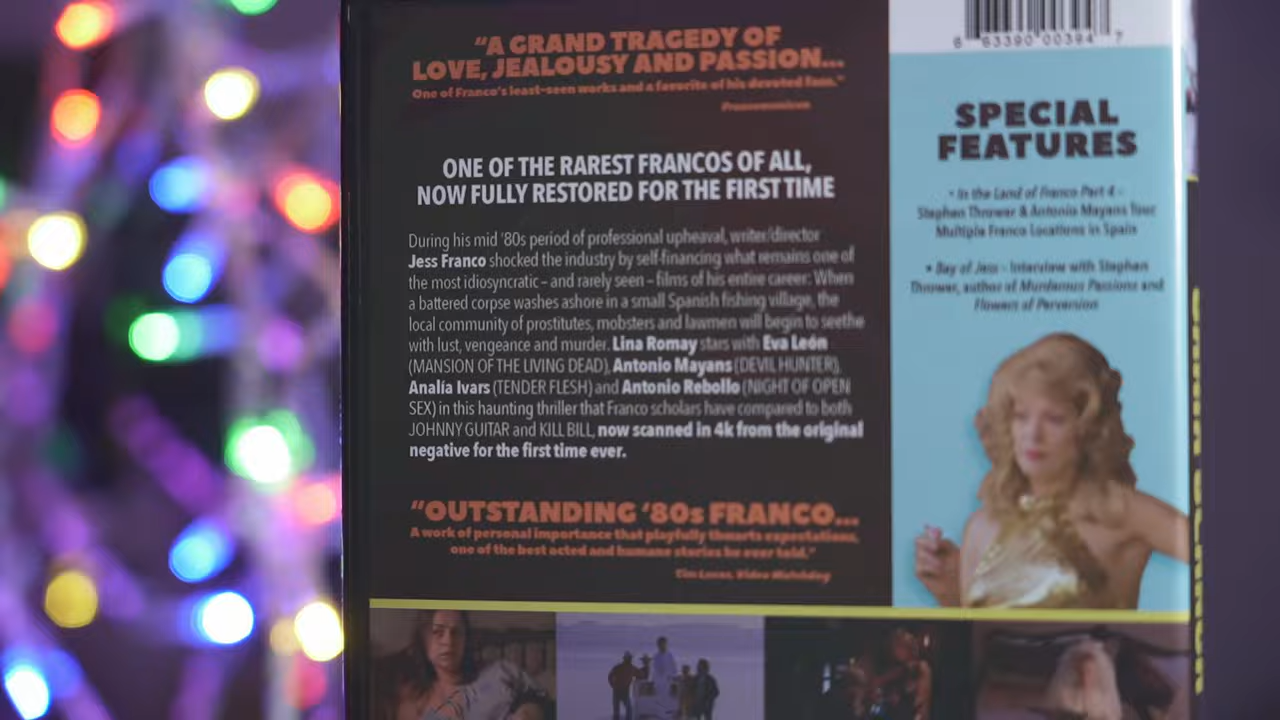 “A GRAND TRAGEDY OF
LOVE, JEALOUSY AND PASSION...
One of Franco's least-seen works and a favorite of his devoted fans.”
ONE OF THE RAREST FRANCOS OF ALL,
NOW FULLY RESTORED FOR THE FIRST TIME
During his mid ‘80s period of professional upheaval, writer/director
Jess Franco shocked the industry by self-financing what remains one of
the most idiosyncratic – and rarely seen – films of his entire career. When
a battered corpse washes ashore in a small Spanish fishing village, the
local community of prostitutes, mobsters and lawmen will begin to seethe
with lust, vengeance and murder. Lina Romay stars with Eva León
(MANSION OF THE LIVING DEAD), Antonio Mayans (DEVIL HUNTER),
Analía Ivars (TENDER FLESH) and Antonio Rebollo (NIGHT OF OPEN
SEX) in this haunting thriller that Franco scholars have compared to both
JOHNNY GUITAR and KILL BILL, now scanned in 4k from the original
negative for the first time ever.
“OUTSTANDING ‘80s FRANCO...
A work of personal importance that playfully thwarts expectations,
one of the best acted and humane stories he ever told.”
Tim Lucas, Video Watchdog
6 63390 00394 7
SPECIAL
FEATURES
• In the Land of Franco Part 4 –
Stephen Thrower & Antonio Mayans Tour
Multiple Franco Locations in Spain
• Bay of Jess – Interview with Stephen
Thrower, author of Murderous Passions and
Flowers of Perversion